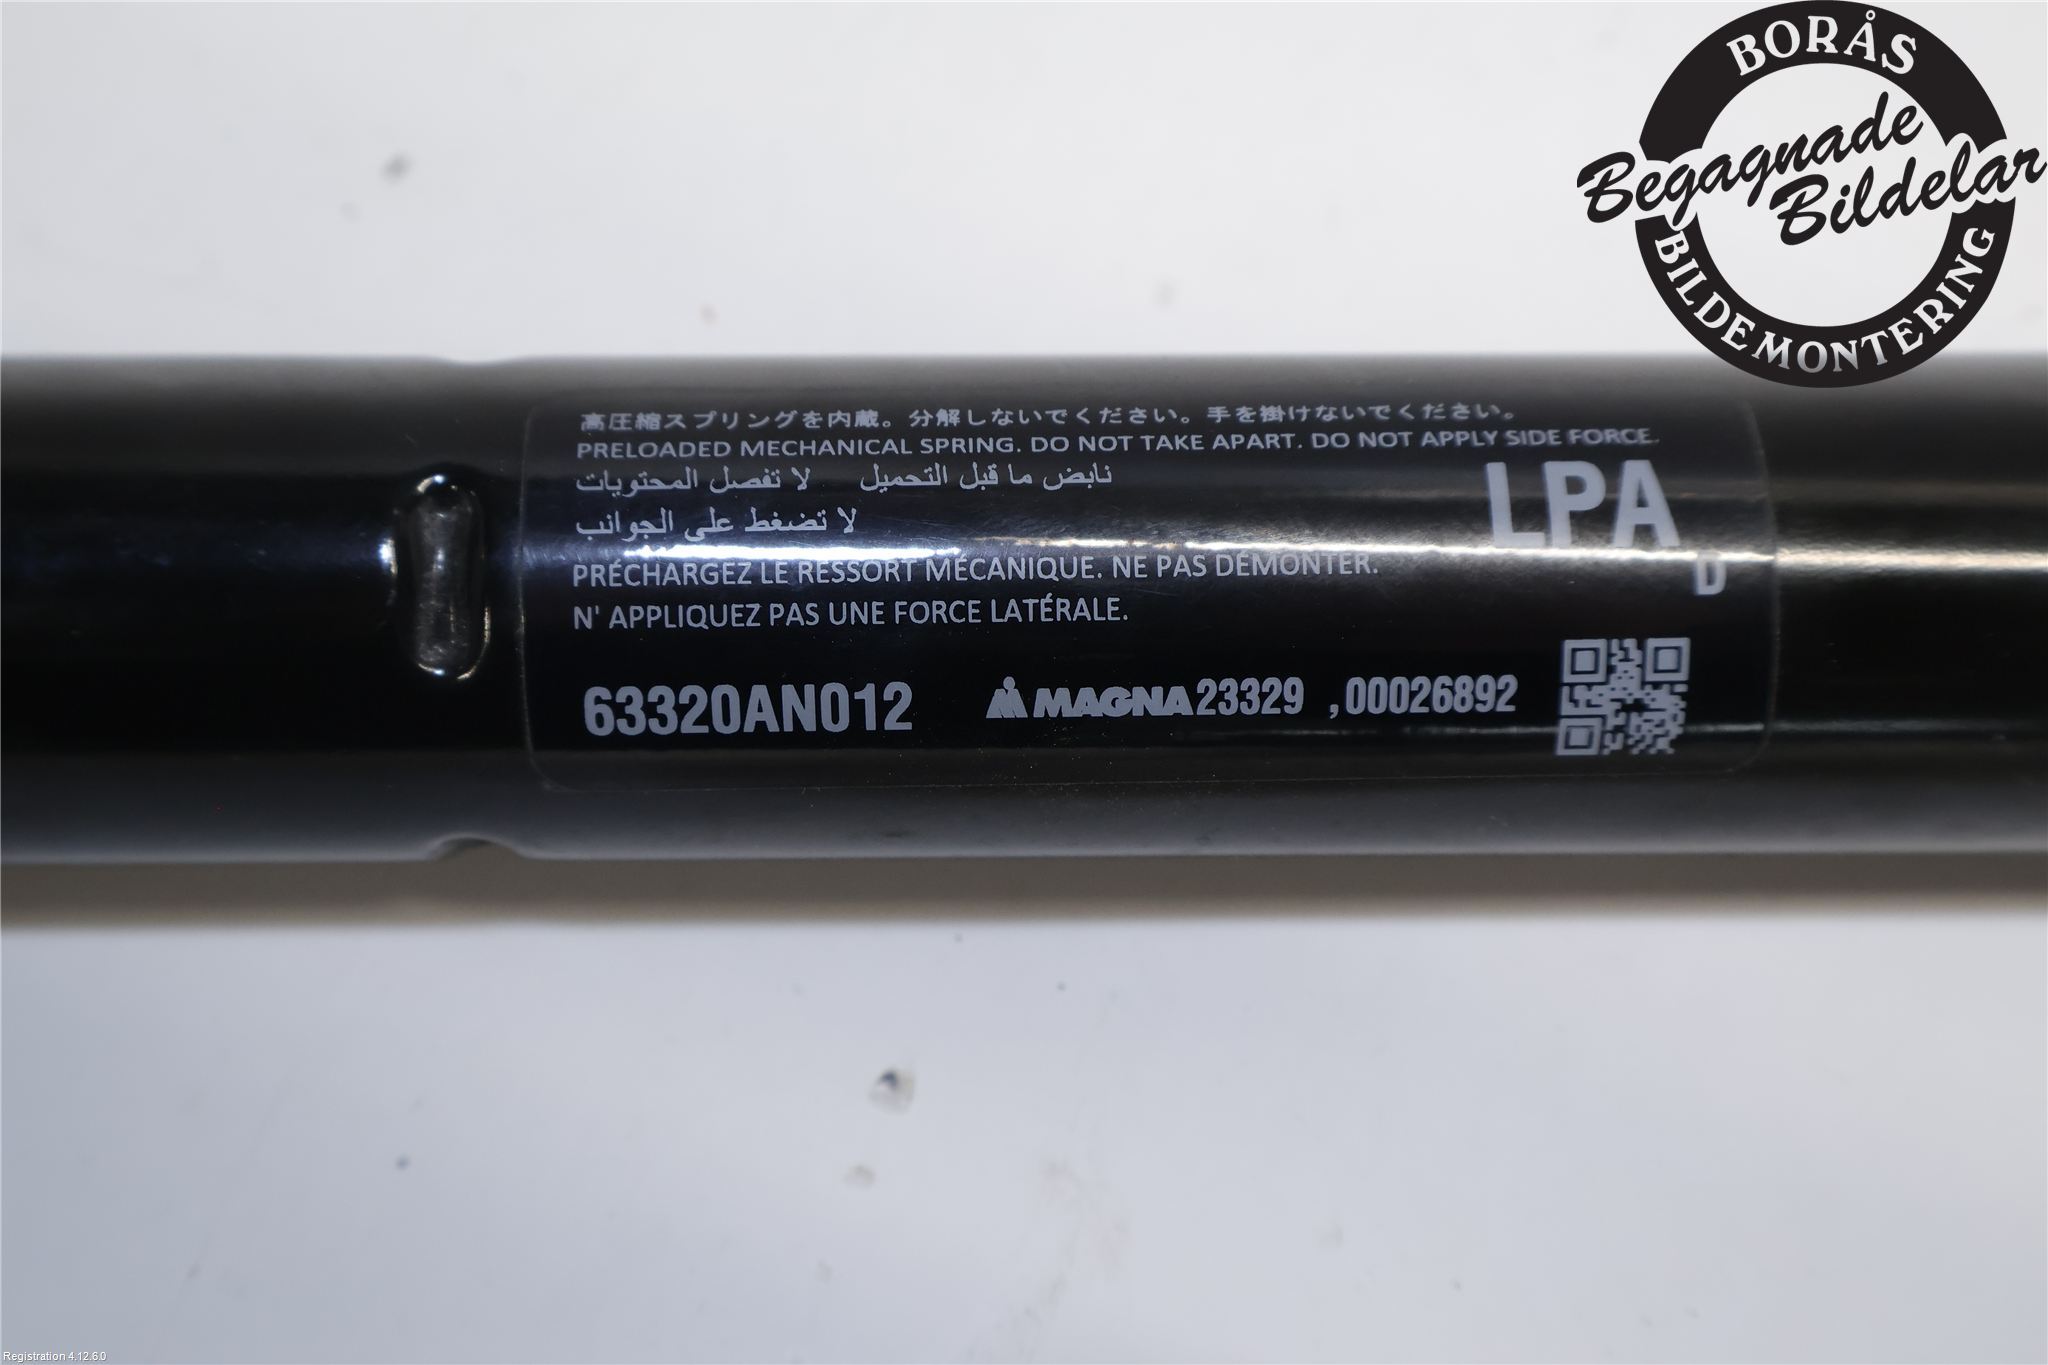 BORÅS
Begagnade
Bildelar
BILDEMONTERING
高圧縮スプリングを内蔵。分解しないでください。手を掛けないでください。
PRELOADED MECHANICAL SPRING. DO NOT TAKE APART. DO NOT APPLY SIDE FORCE.
نابض ما قبل التحميل لا تفصل المحتويات
لا تضغط على الجوانب
LPA
D
PRÉCHARGEZ LE RESSORT MÉCANIQUE. NE PAS DÉMONTER.
N' APPLIQUEZ PAS UNE FORCE LATÉRALE.
63320AN012 MAGNA 23329 ,00026892
Registration 4.12.6.0